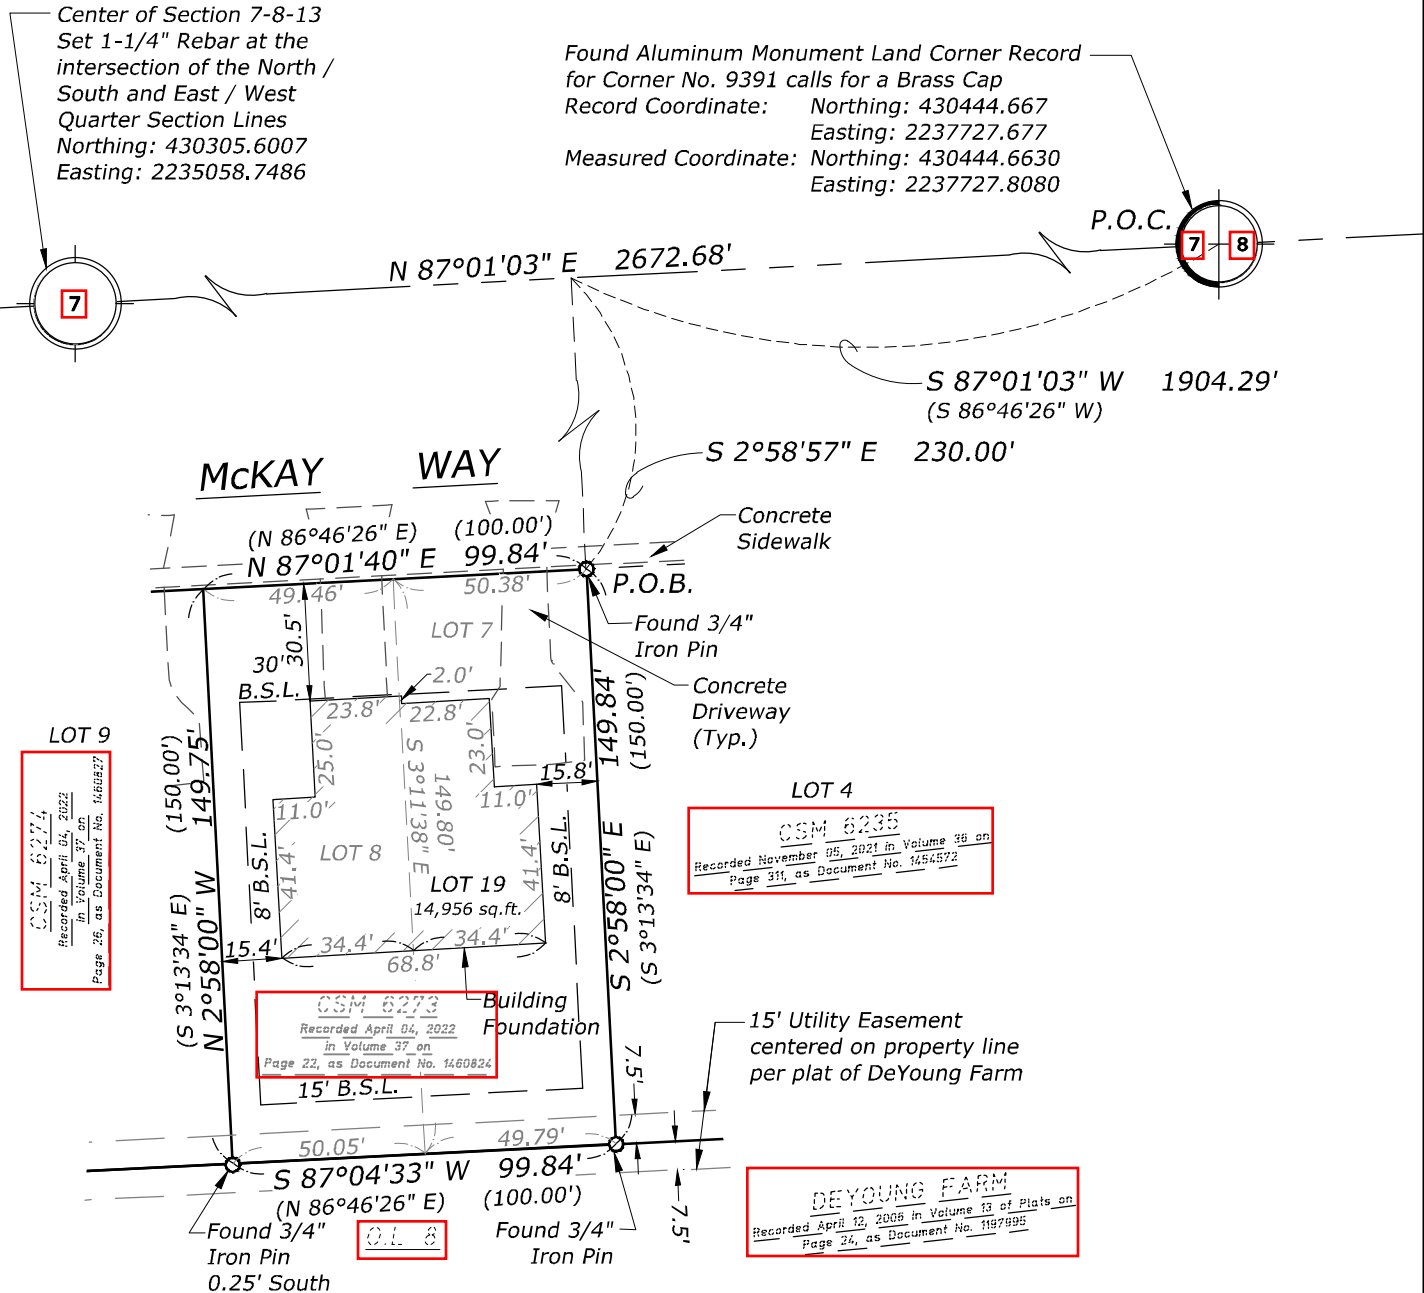 Center of Section 7-8-13
Set 1-1/4" Rebar at the
intersection of the North /
South and East / West
Quarter Section Lines
Northing: 430305.6007
Easting: 2235058.7486
Found Aluminum Monument Land Corner Record
for Corner No. 9391 calls for a Brass Cap
Record Coordinate: Northing: 430444.667
Easting: 2237727.677
Measured Coordinate: Northing: 430444.6630
Easting: 2237727.8080
P.O.C.
7
8
7
N 87°01'03" E 2672.68'
S 87°01'03" W 1904.29'
(S 86°46'26" W)
S 2°58'57" E 230.00'
McKAY WAY
Concrete
Sidewalk
(N 86°46'26" E) (100.00')
N 87°01'40" E 99.84'
P.O.B.
49.46'
50.38'
Found 3/4"
Iron Pin
LOT 7
30.5'
30'
B.S.L.
2.0'
Concrete
Driveway
(Typ.)
23.8'
22.8'
149.84'
(150.00')
LOT 9
CSM 6274
Recorded April 04, 2022
in Volume 37 on
Page 26, as Document No. 1460827
(150.00')
149.75'
25.0'
23.0'
S 3°11'38" E
149.80'
15.8'
11.0'
11.0'
LOT 4
CSM 6235
Recorded November 05, 2021 in Volume 36 on
Page 311, as Document No. 1454572
LOT 8
8' B.S.L.
41.4'
41.4'
8' B.S.L.
LOT 19
14,956 sq.ft.
S 2°58'00" E
(S 3°13'34" E)
(S 3°13'34" E)
N 2°58'00" W
15.4'
34.4'
34.4'
68.8'
Building
Foundation
CSM 6273
Recorded April 04, 2022
in Volume 37 on
Page 22, as Document No. 1460824
15' B.S.L.
7.5'
15' Utility Easement
centered on property line
per plat of DeYoung Farm
50.05'
49.79'
S 87°04'33" W 99.84'
(N 86°46'26" E) (100.00')
DEYOUNG FARM
Recorded April 12, 2006 in Volume 13 of Plats on
Page 24, as Document No. 1197995
7.5'
Found 3/4"
Iron Pin
0.25' South
O.L. 8
Found 3/4"
Iron Pin